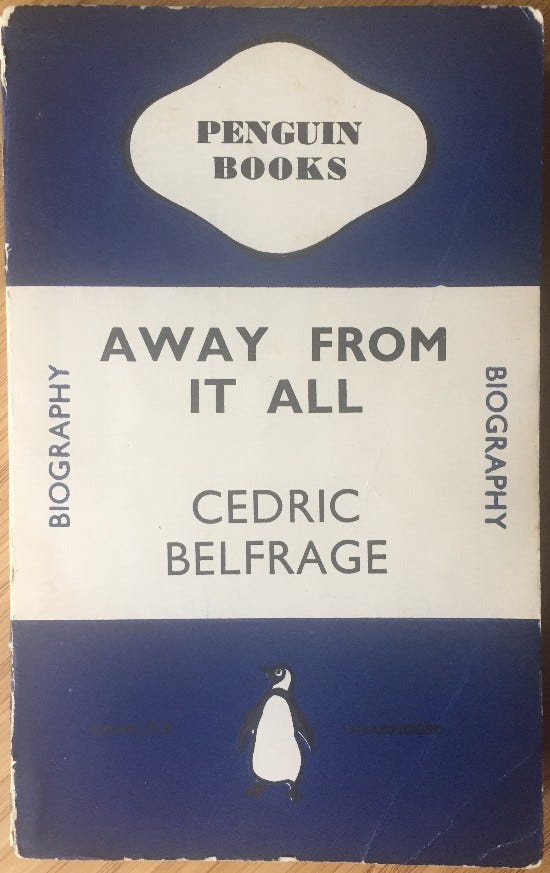 PENGUIN
BOOKS
AWAY FROM
IT ALL
BIOGRAPHY
BIOGRAPHY
CEDRIC
BELFRAGE